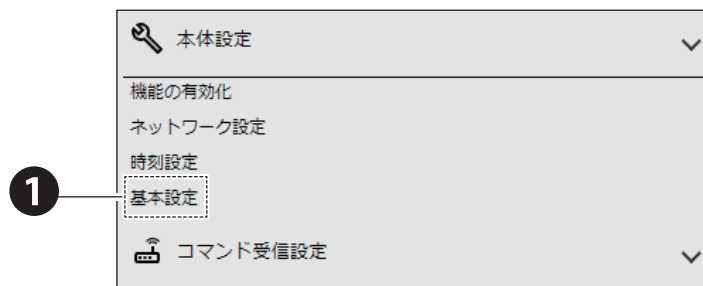 本体設定
機能の有効化
ネットワーク設定
時刻設定
1
基本設定
コマンド受信設定